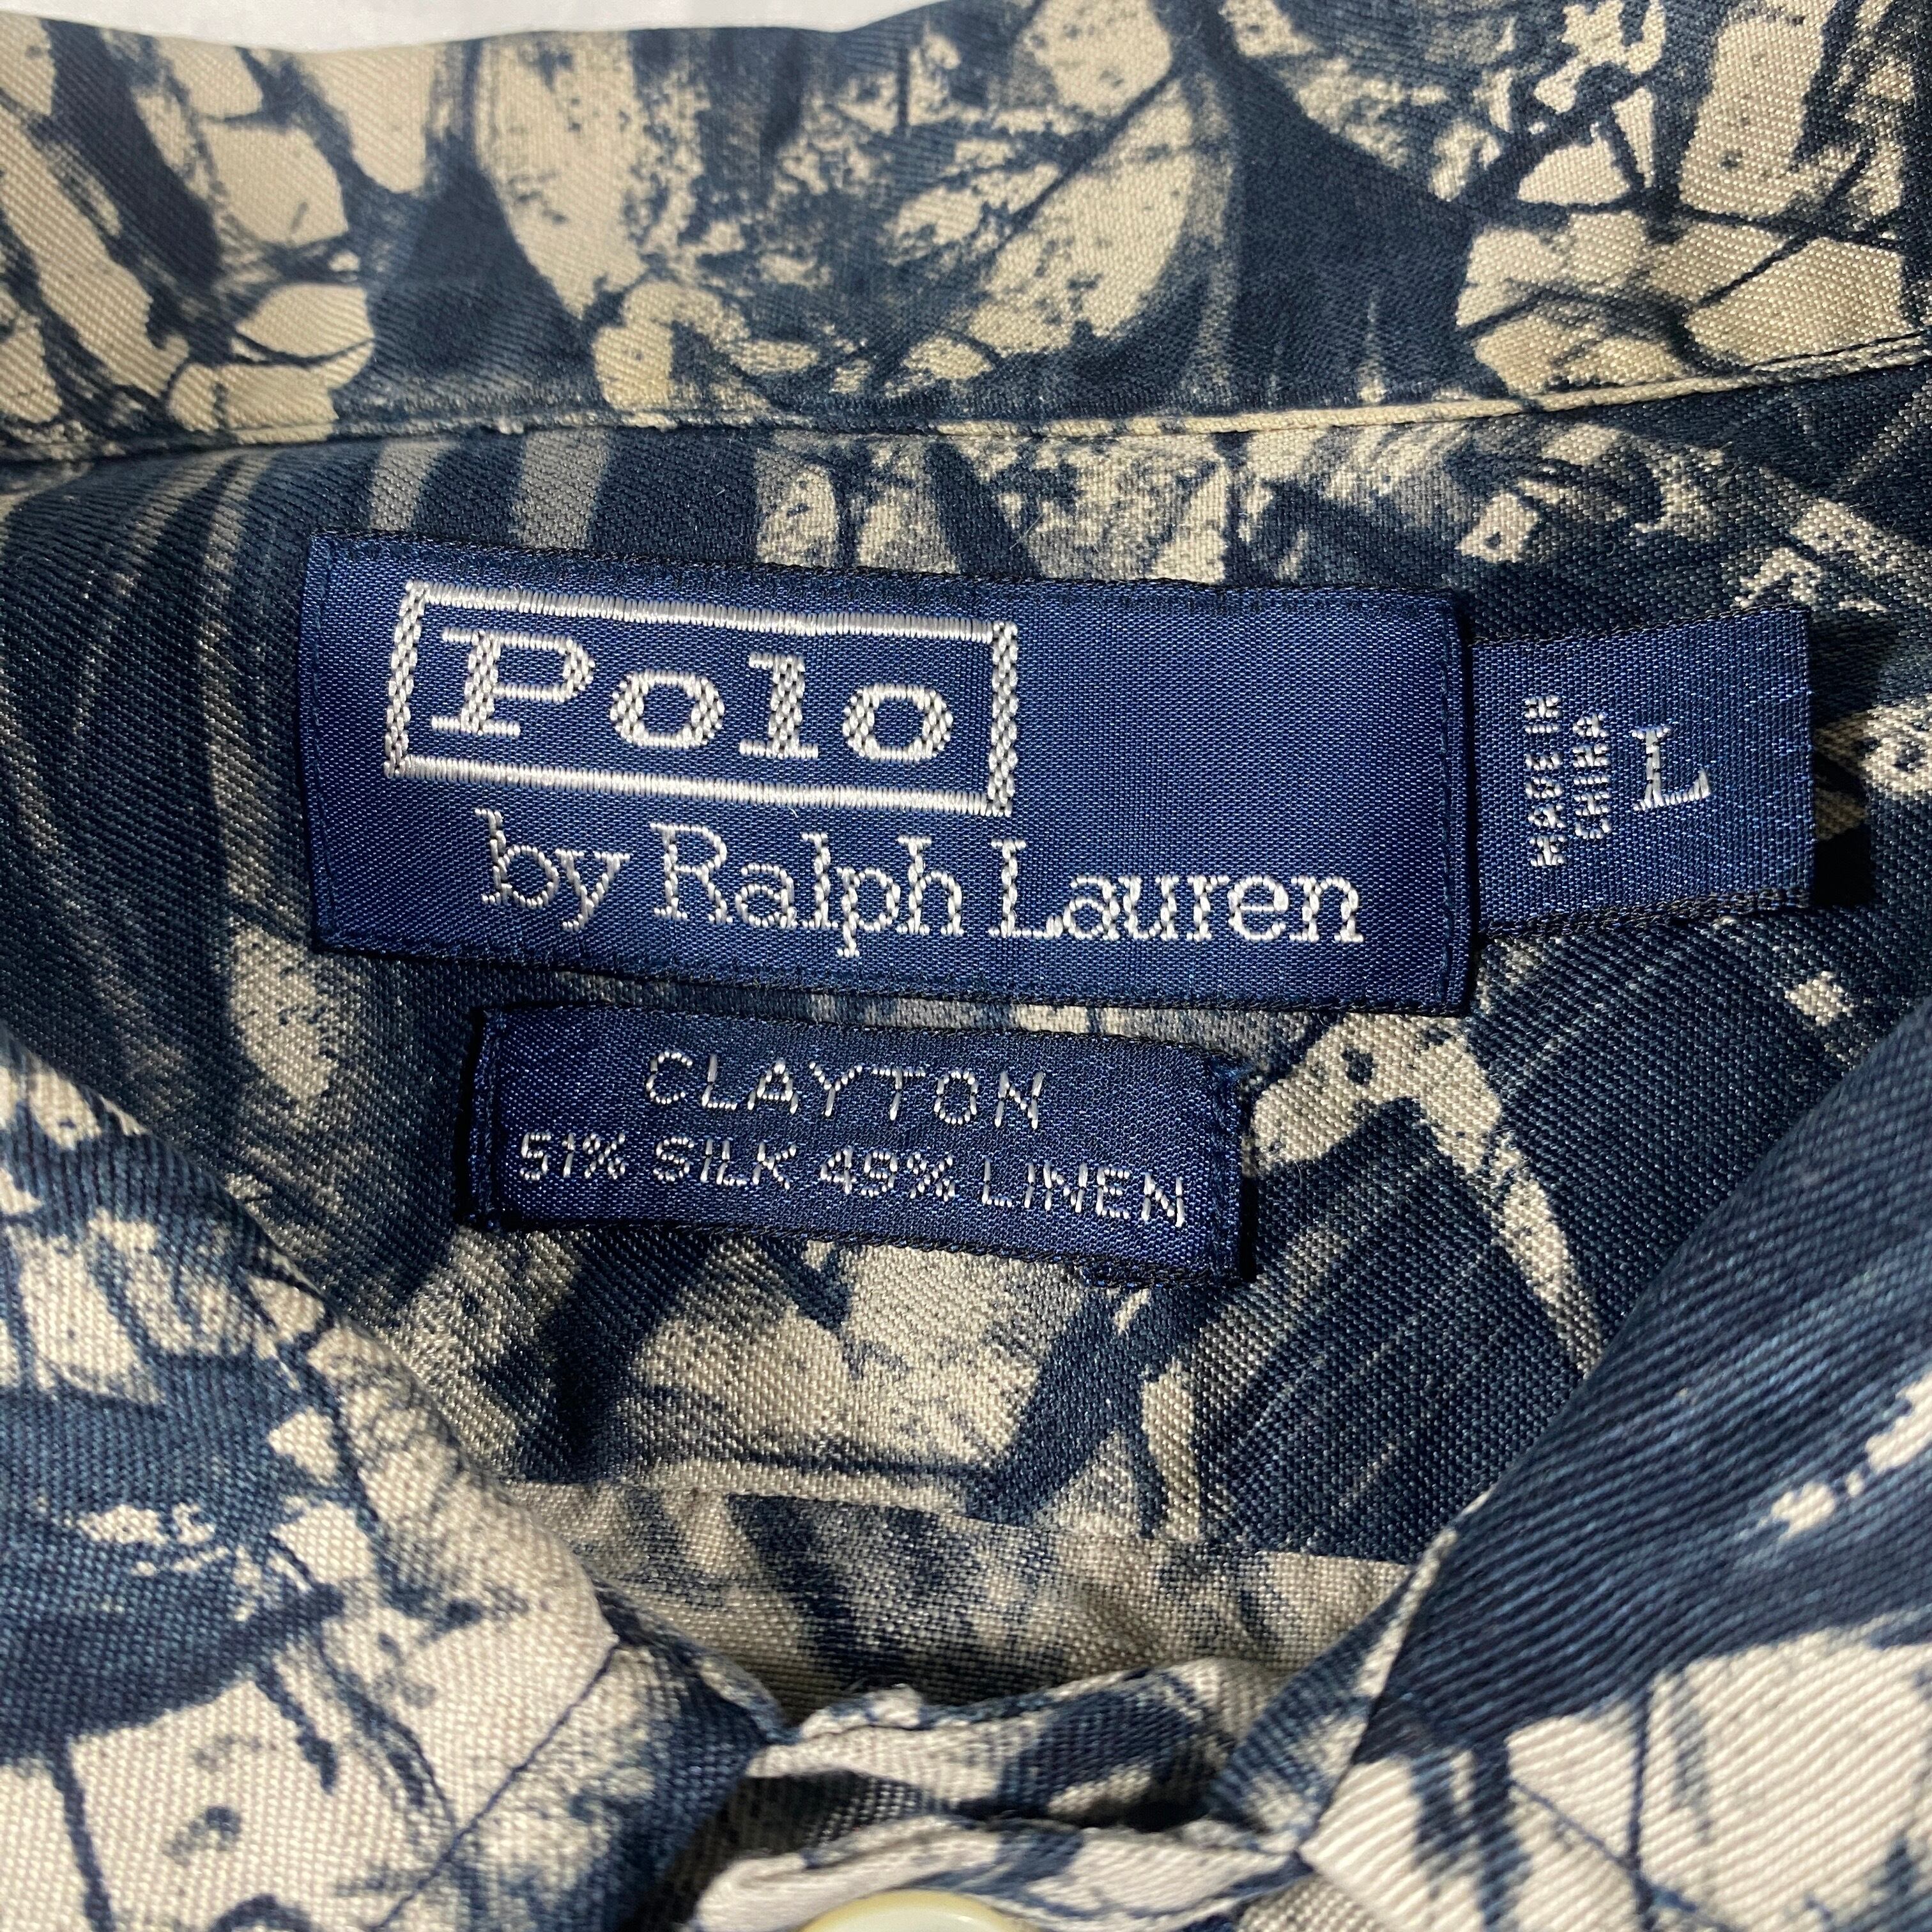 Polo
by Ralph Lauren
MADE IN
CHINA
L
CLAYTON
51% SILK 49% LINEN